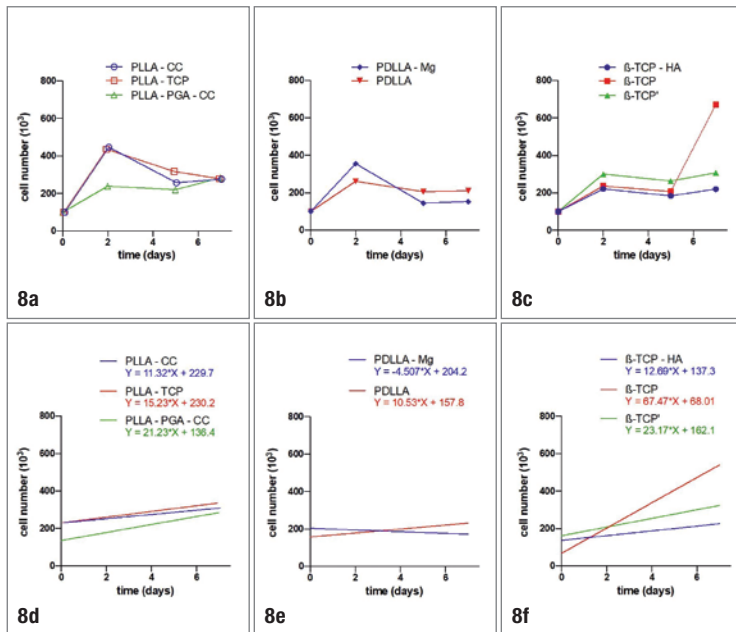 PLLA - CC
PLLA - TCP
PLLA - PGA - CC
800
600
400
200
0
0 2 4 6
cell number (10³)
time (days)
8a
PDLLA - Mg
PDLLA
800
600
400
200
0
0 2 4 6
cell number (10³)
time (days)
8b
ß-TCP - HA
ß-TCP
ß-TCP'
800
600
400
200
0
0 2 4 6
cell number (10³)
time (days)
8c
PLLA - CC
Y = 11.32*X + 229.7
PLLA - TCP
Y = 15.23*X + 230.2
PLLA - PGA - CC
Y = 21.23*X + 136.4
800
600
400
200
0
0 2 4 6
cell number (10³)
time (days)
8d
PDLLA - Mg
Y = -4.507*X + 204.2
PDLLA
Y = 10.53*X + 157.8
800
600
400
200
0
0 2 4 6
cell number (10³)
time (days)
8e
ß-TCP - HA
Y = 12.69*X + 137.3
ß-TCP
Y = 67.47*X + 68.01
ß-TCP'
Y = 23.17*X + 162.1
800
600
400
200
0
0 2 4 6
cell number (10³)
time (days)
8f